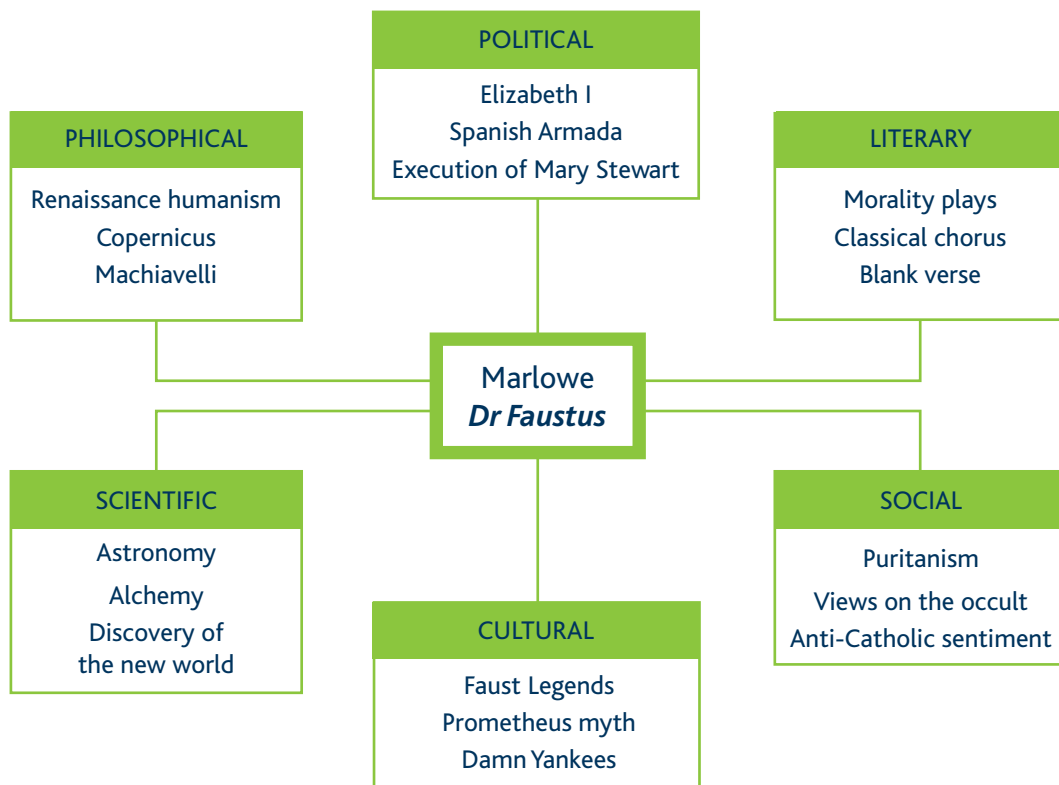 POLITICAL
Elizabeth I
Spanish Armada
Execution of Mary Stewart
PHILOSOPHICAL
Renaissance humanism
Copernicus
Machiavelli
LITERARY
Morality plays
Classical chorus
Blank verse
Marlowe
Dr Faustus
SCIENTIFIC
Astronomy
Alchemy
Discovery of
the new world
CULTURAL
Faust Legends
Prometheus myth
Damn Yankees
SOCIAL
Puritanism
Views on the occult
Anti-Catholic sentiment